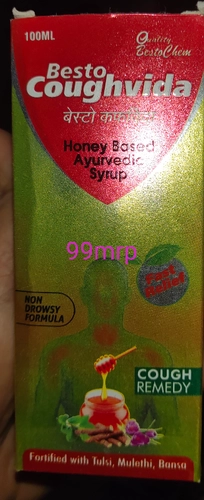 100ML
Quality
BestoChem
Besto
Coughvida
बेस्टो
Honey Based
Ayurvedic
Syrup
99mrp
Fast
Relief
NON
DROWSY
FORMULA
COUGH
REMEDY
Fortified with Tulsi, Mulethi, Bansa